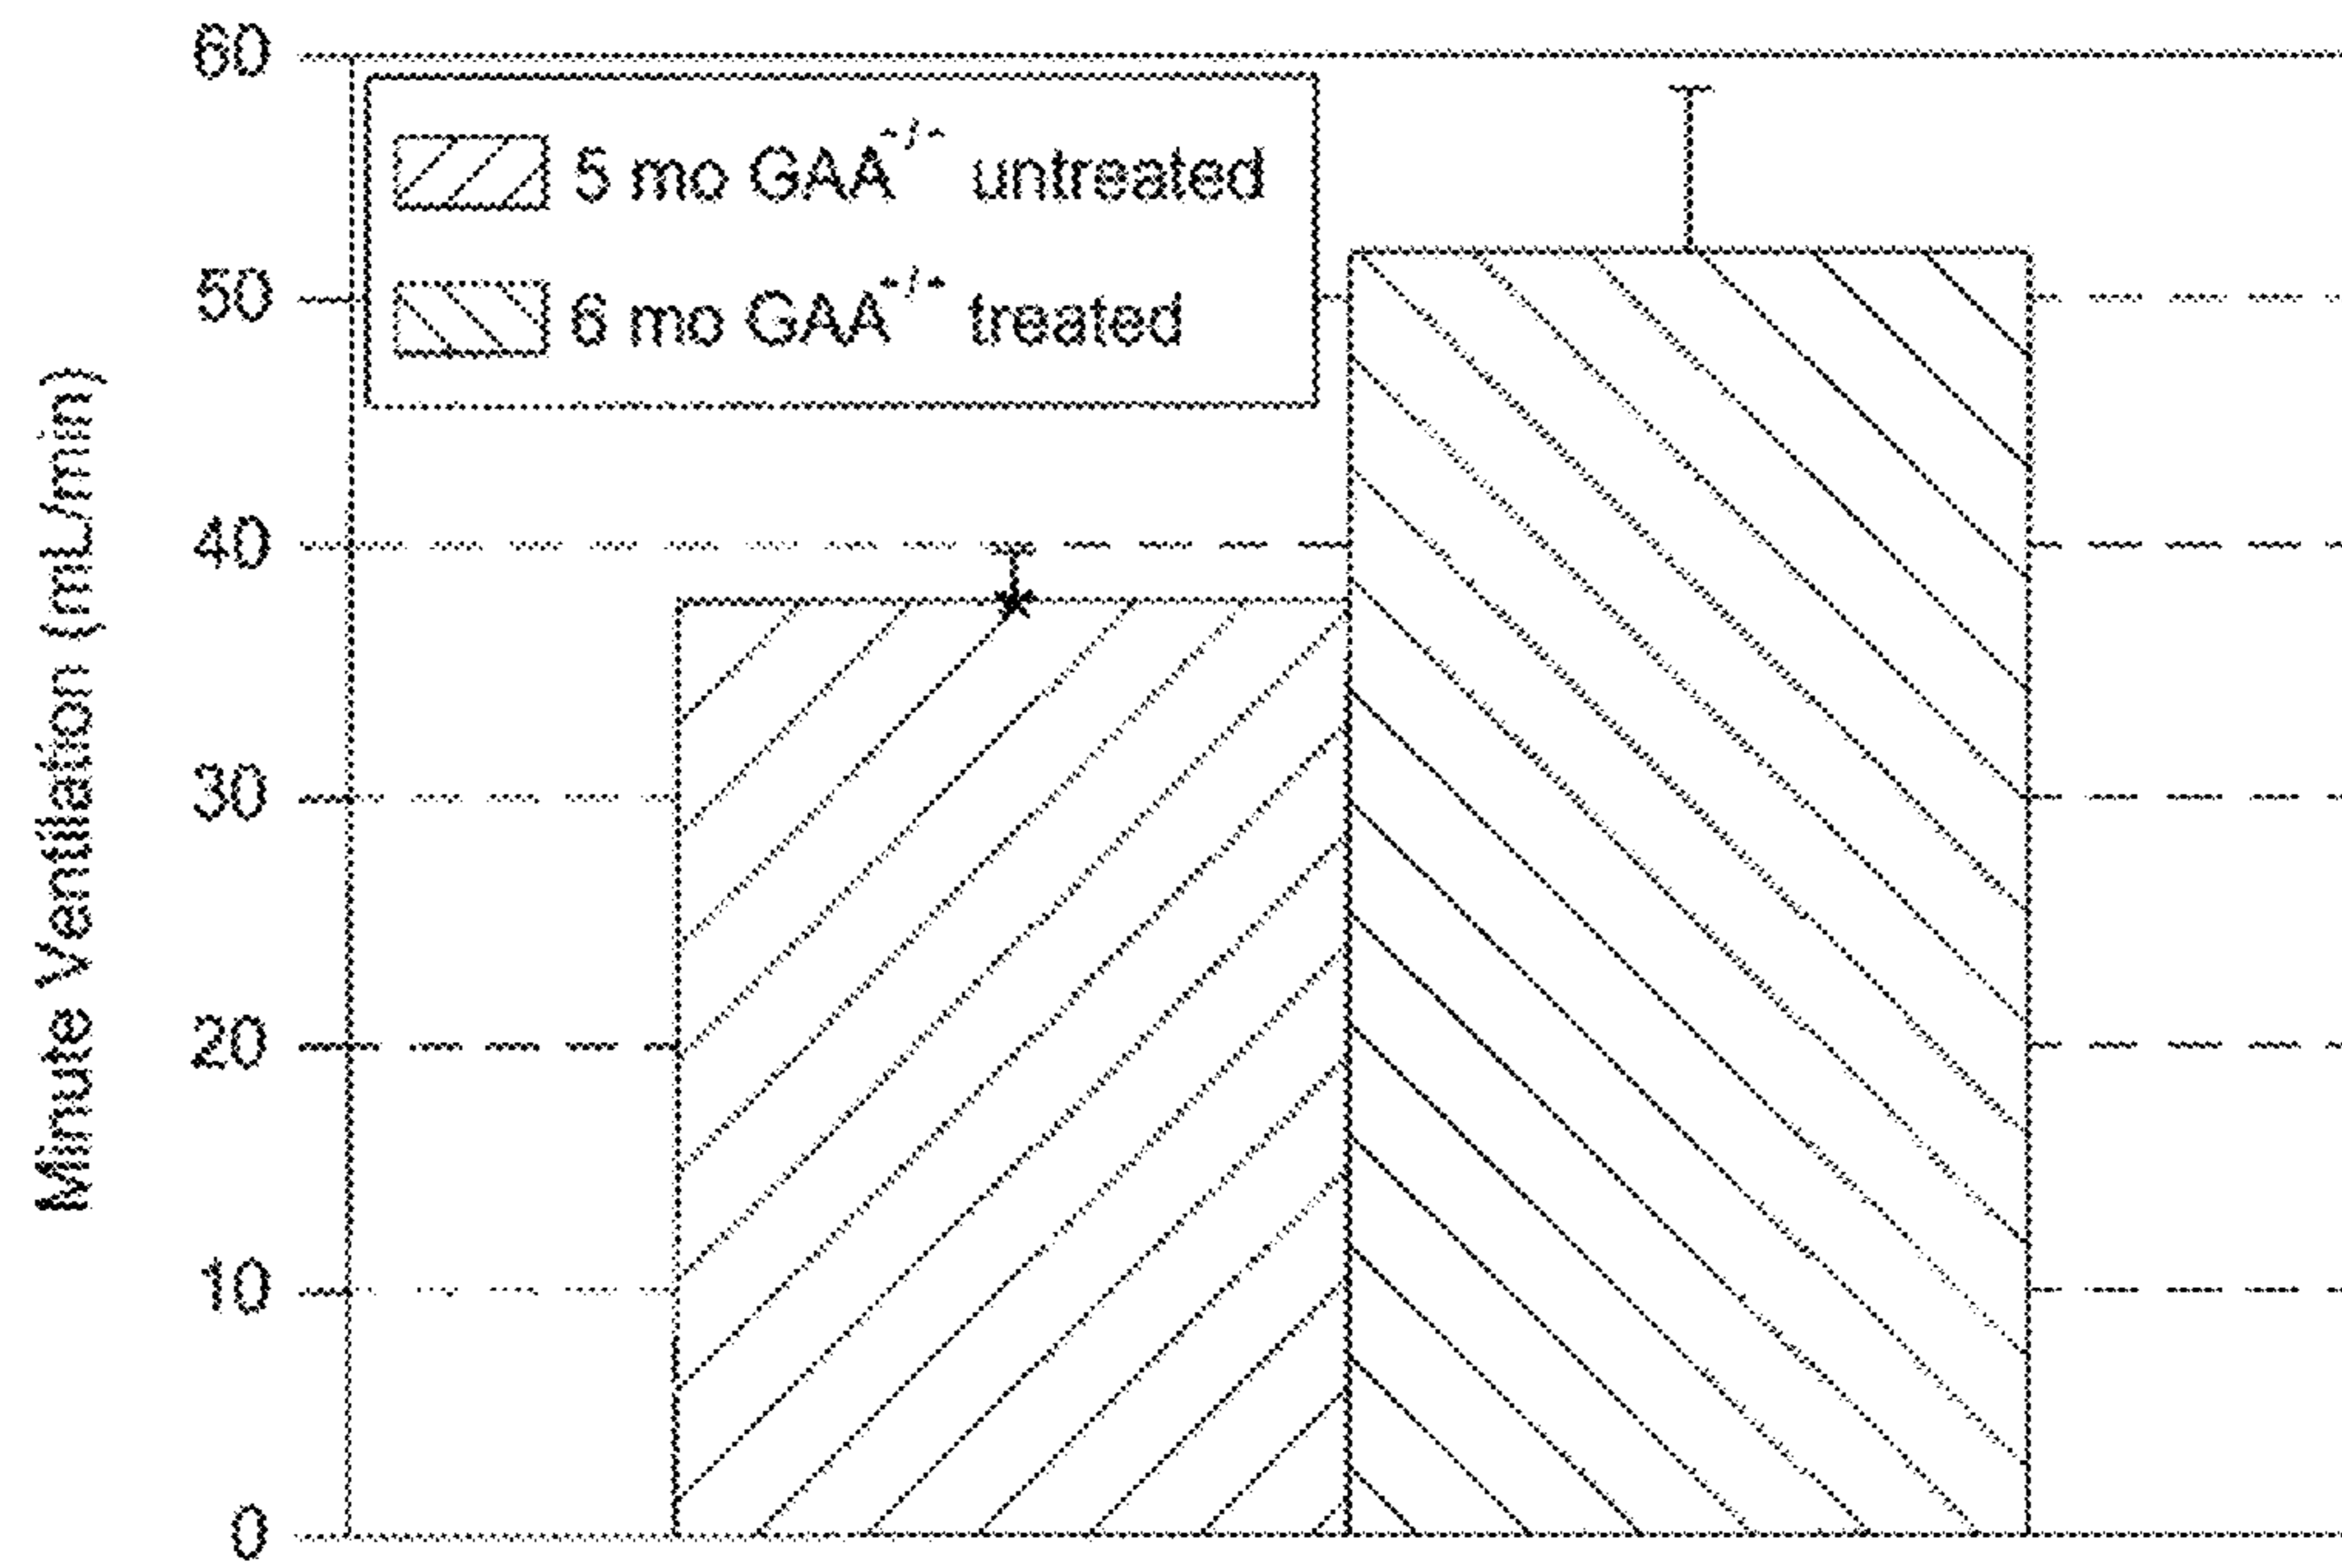 Minute Ventilation (mL/min)
60
50
40
30
20
10
0
5 mo GAA-/- untreated
6 mo GAA-/- treated
*